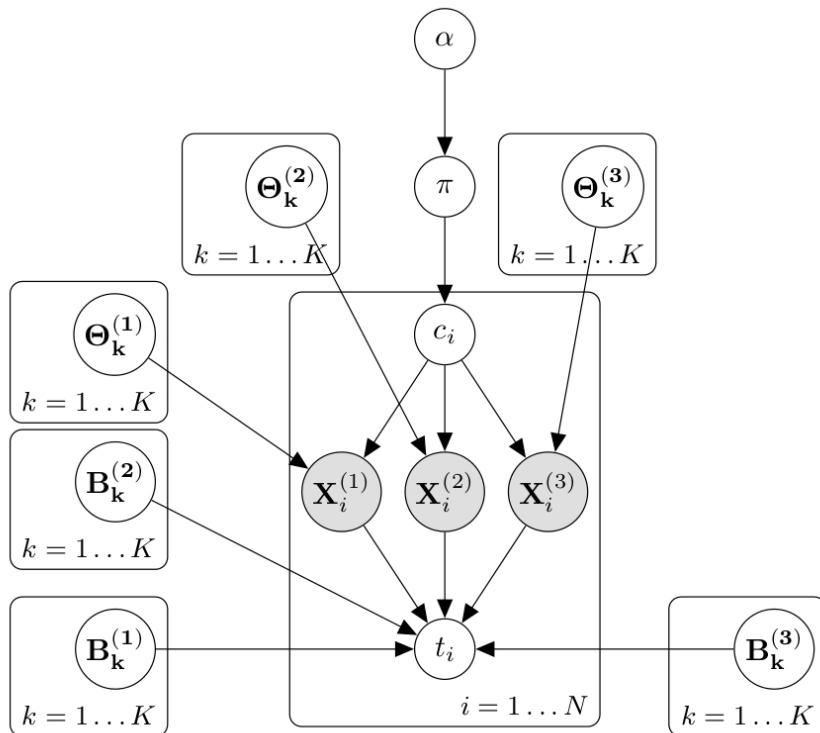 α
π
Θ_k^(2)
k = 1 … K
Θ_k^(3)
k = 1 … K
Θ_k^(1)
k = 1 … K
c_i
B_k^(2)
k = 1 … K
X_i^(1) X_i^(2) X_i^(3)
B_k^(1)
k = 1 … K
t_i
i = 1 … N
B_k^(3)
k = 1 … K